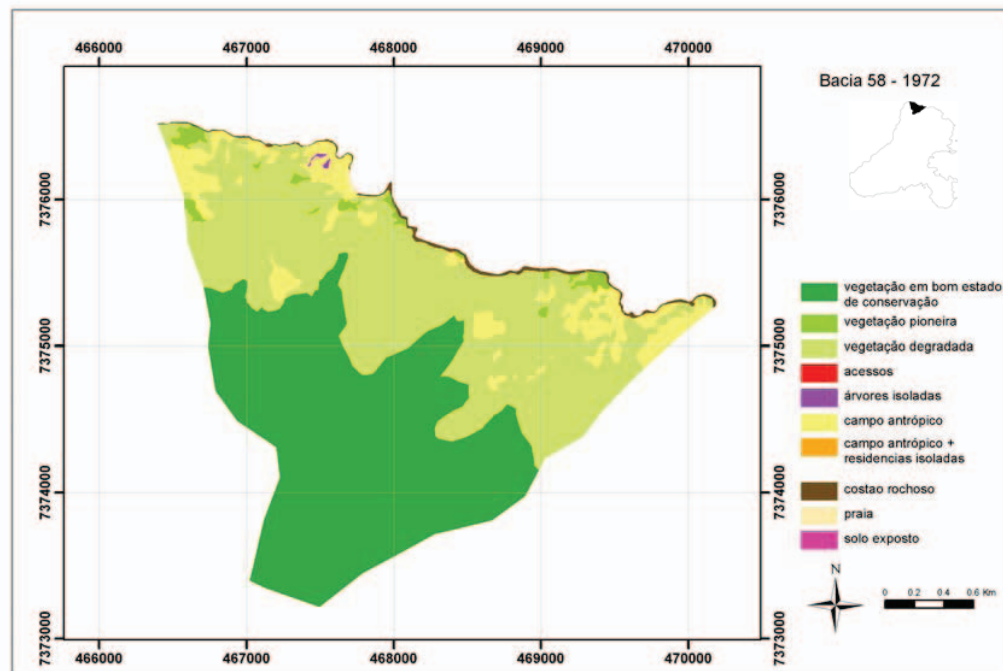 466000 467000 468000 469000 470000
Bacia 58 - 1972
7376000 7376000
7375000 7375000
7374000 7374000
7373000 7373000
466000 467000 468000 469000 470000
vegetação em bom estado
de conservação
vegetação pioneira
vegetação degradada
acessos
árvores isoladas
campo antrópico
campo antrópico +
residencias isoladas
costao rochoso
praia
solo exposto
N
0 0.2 0.4 0.6 Km